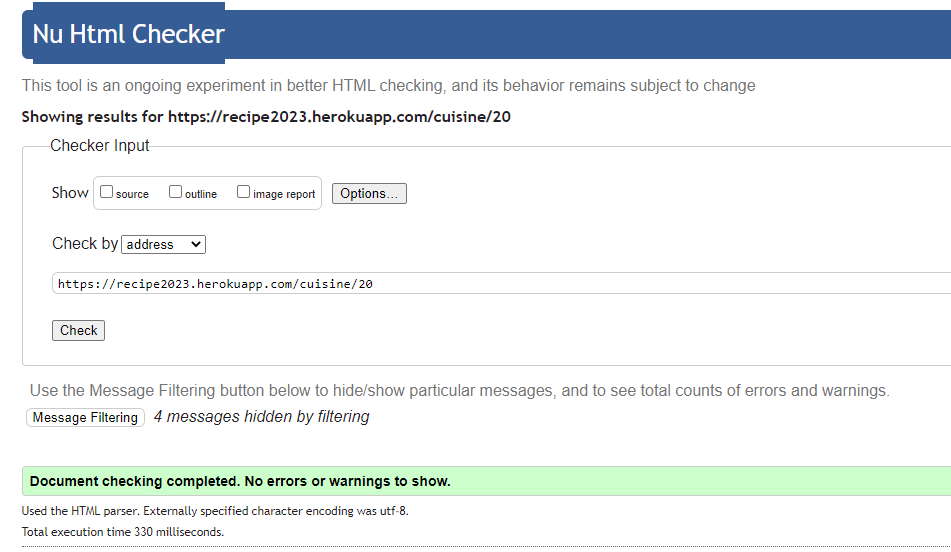 Nu Html Checker
This tool is an ongoing experiment in better HTML checking, and its behavior remains subject to change
Showing results for https://recipe2023.herokuapp.com/cuisine/20
Checker Input
Show source outline image report Options...
Check by address
https://recipe2023.herokuapp.com/cuisine/20
Check
Use the Message Filtering button below to hide/show particular messages, and to see total counts of errors and warnings.
Message Filtering 4 messages hidden by filtering
Document checking completed. No errors or warnings to show.
Used the HTML parser. Externally specified character encoding was utf-8.
Total execution time 330 milliseconds.